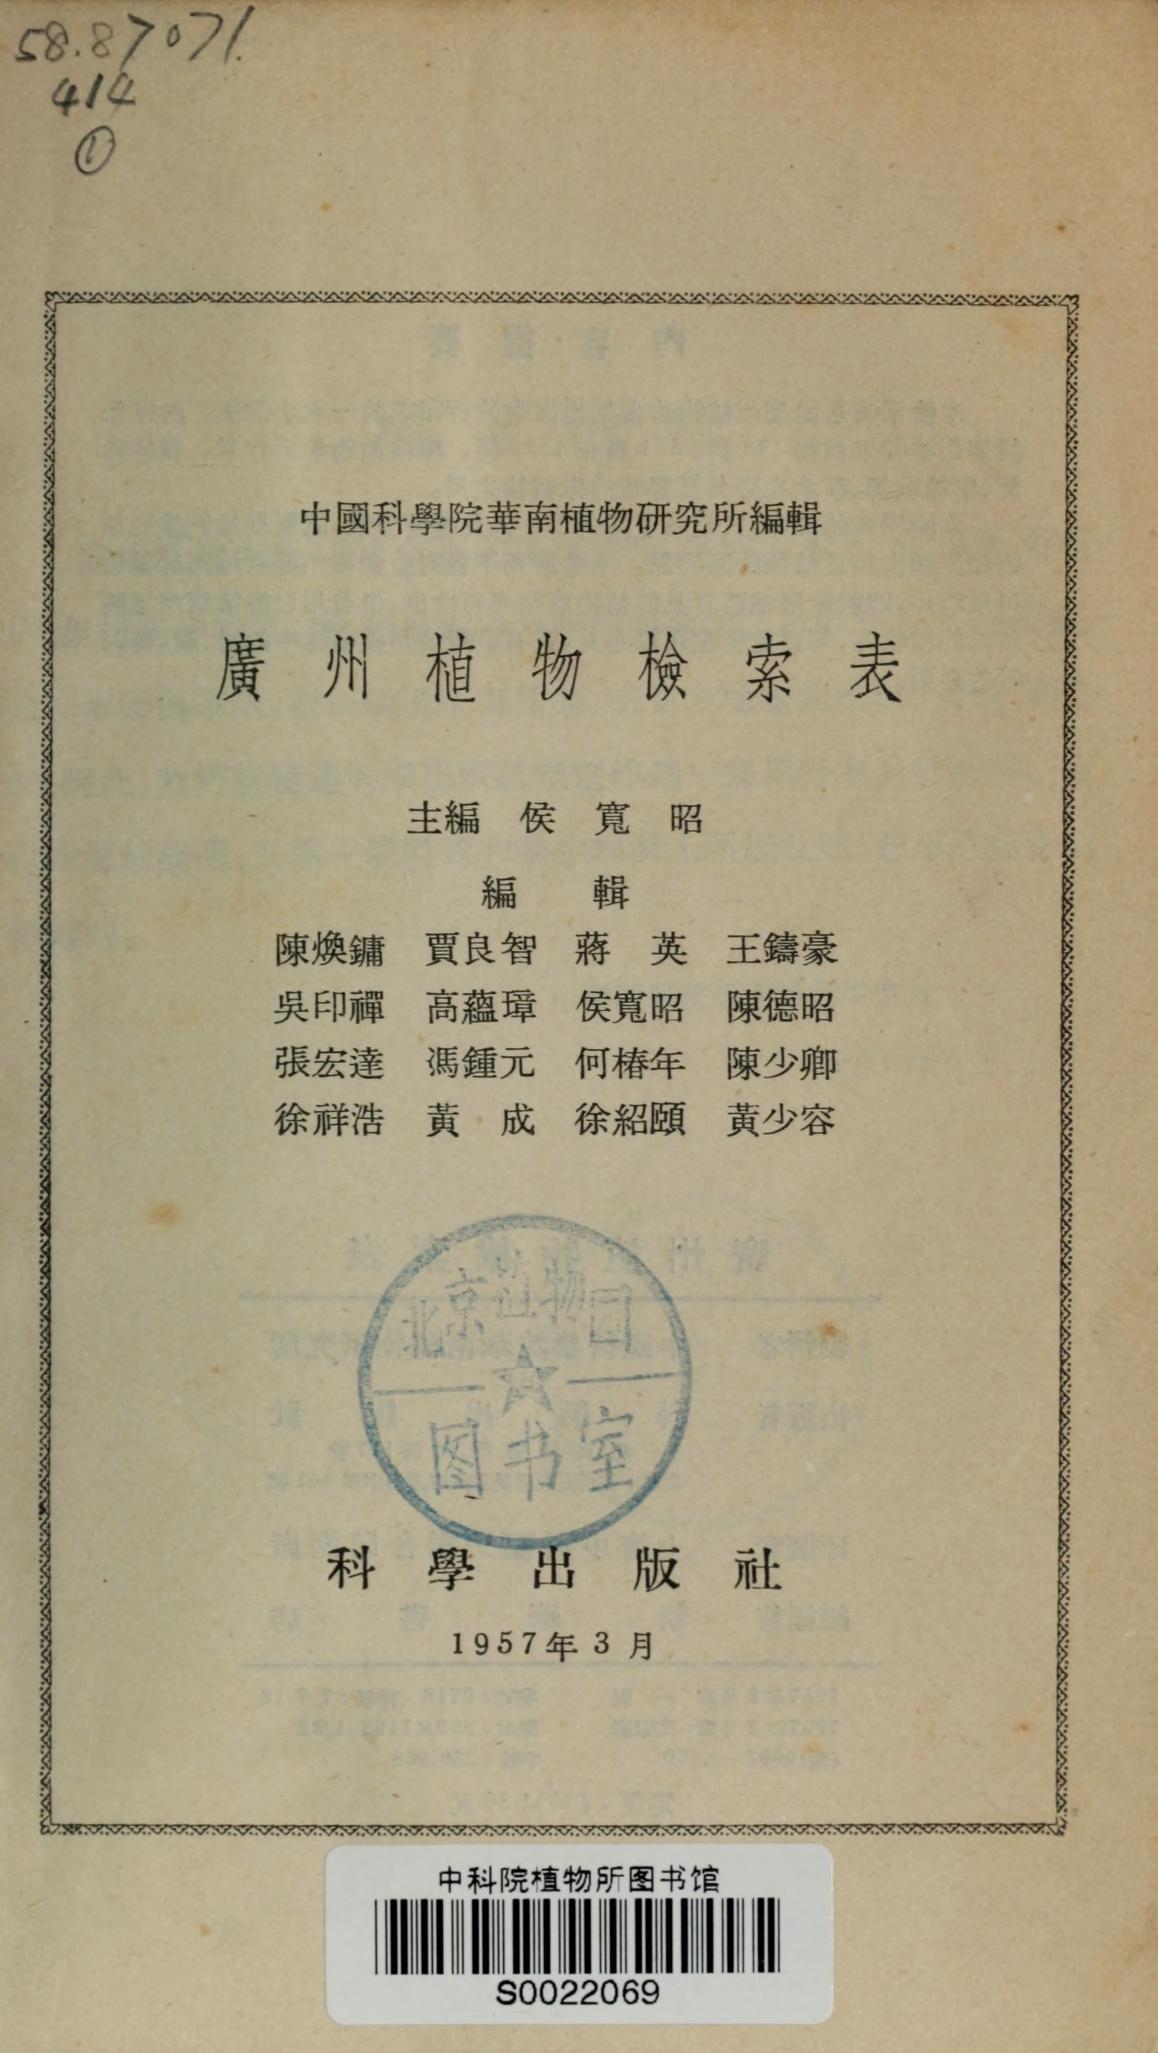 58.87071.
414
①
中國科學院華南植物研究所編輯
廣州植物檢索表
主編 侯寬昭
編 輯
陳煥鏞 賈良智 蔣 英 王鑄豪
吳印禪 高蘊璋 侯寬昭 陳德昭
張宏達 馮鍾元 何椿年 陳少卿
徐祥浩 黃 成 徐紹頤 黃少容
北京植物园
图书室
科學出版社
1957年3月
中科院植物所图书馆
S0022069